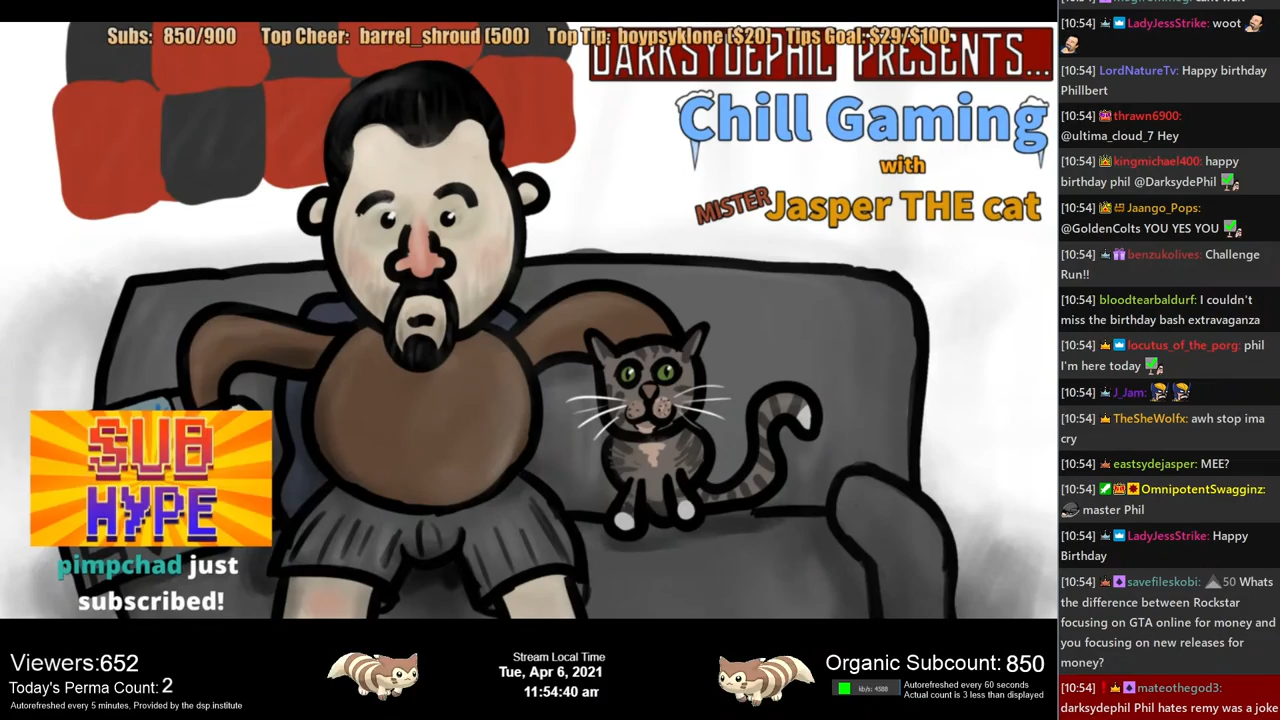 Subs: 850/900 Top Cheer: barrel_shroud (500) Top Tip: boypsyklone ($20) Tips Goal: $29/$100
DARKSYDEPHIL PRESENTS...
Chill Gaming
with
MISTER Jasper THE cat
SUB
HYPE
pimpchad just
subscribed!
Viewers:652
Today's Perma Count: 2
Autorefreshed every 5 minutes, Provided by the dsp institute
Stream Local Time
Tue, Apr 6, 2021
11:54:40 am
Organic Subcount: 850
kb/s: 4588
Autorefreshed every 60 seconds
Actual count is 3 less than displayed
[10:54] LadyJessStrike: woot
[10:54] LordNatureTv: Happy birthday
Phillbert
[10:54] thrawn6900:
@ultima_cloud_7 Hey
[10:54] kingmichael400: happy
birthday phil @DarksydePhil
[10:54] Jaango_Pops:
@GoldenColts YOU YES YOU
[10:54] benzukolives: Challenge
Run!!
[10:54] bloodtearbaldurf: I couldn't
miss the birthday bash extravaganza
[10:54] locutus_of_the_porg: phil
I'm here today
[10:54] J_Jam:
[10:54] TheSheWolfx: awh stop ima
cry
[10:54] eastsydejasper: MEE?
[10:54] OmnipotentSwagginz:
master Phil
[10:54] LadyJessStrike: Happy
Birthday
[10:54] savefileskobi: 50 Whats
the difference between Rockstar
focusing on GTA online for money and
you focusing on new releases for
money?
[10:54] mateothegod3:
darksydephil Phil hates remy was a joke